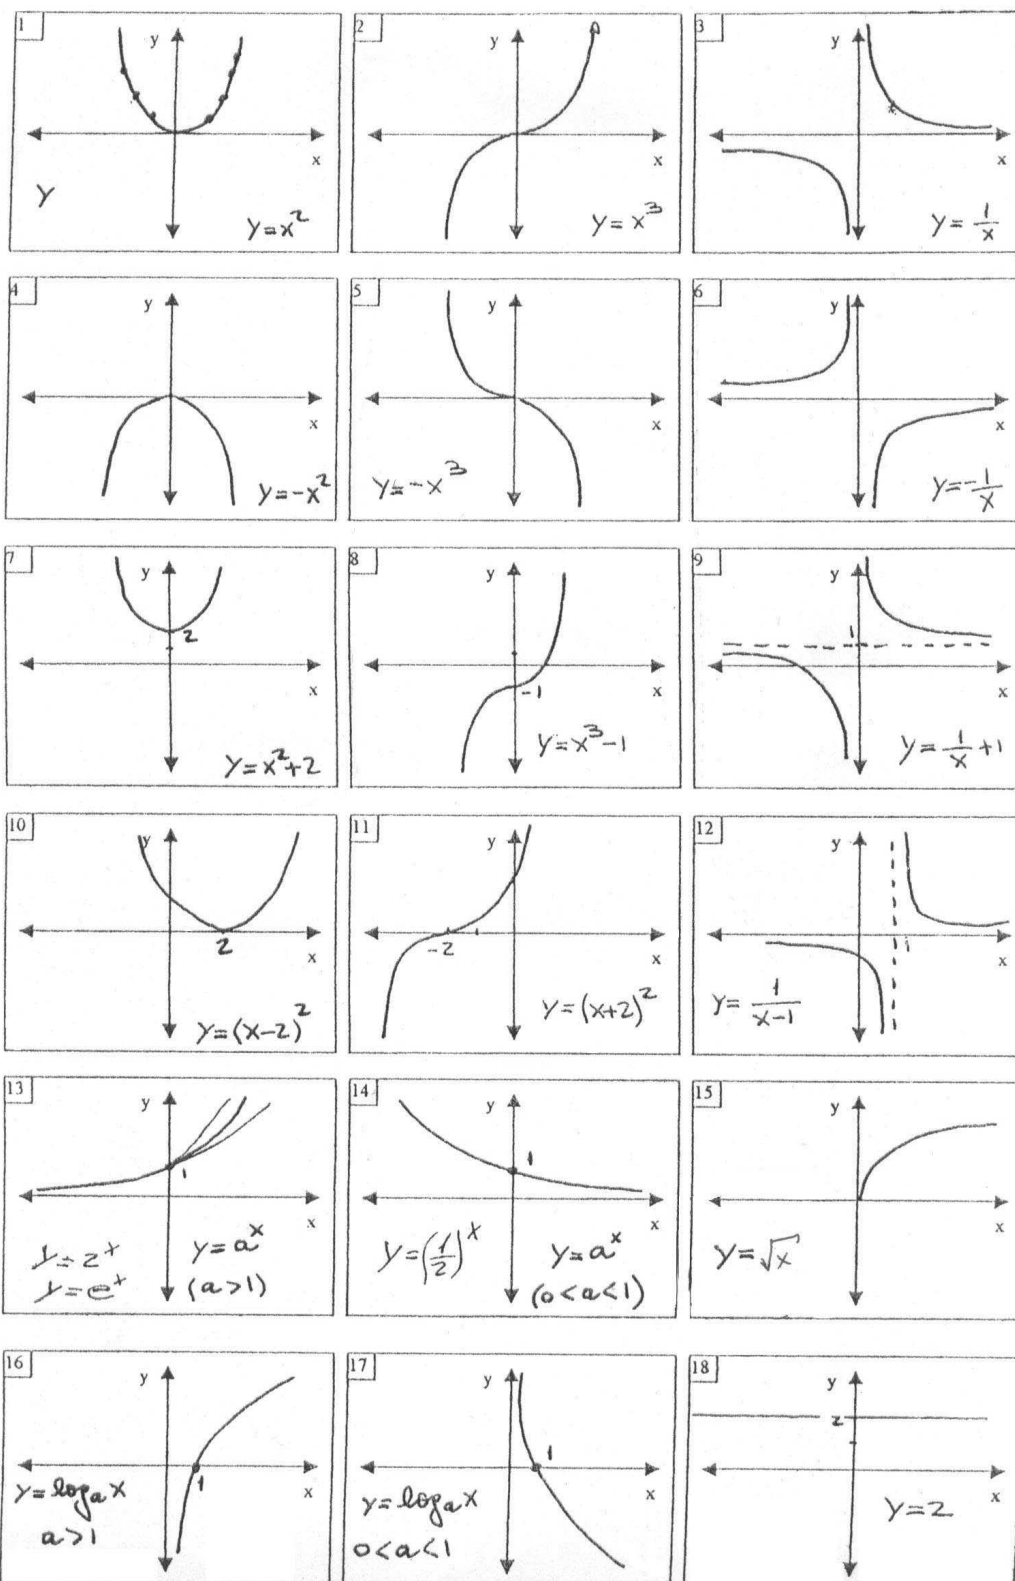 1
y
x
Y
Y=x²
2
y
x
Y=x³
3
y
x
Y=1/x
4
y
x
Y=-x²
5
y
x
Y=-x³
6
y
x
Y=-1/x
7
y
2
x
Y=x²+2
8
y
-1
x
Y=x³-1
9
y
1
x
Y=1/x+1
10
y
2
x
Y=(x-2)²
11
y
-2
x
Y=(x+2)²
12
y
1
x
Y=1/(x-1)
13
y
1
x
Y=2ˣ
Y=eˣ
Y=aˣ
(a>1)
14
y
1
x
Y=(1/2)ˣ
Y=aˣ
(0<a<1)
15
y
x
Y=√x
16
y
1
x
Y=logₐx
a>1
17
y
1
x
Y=logₐx
0<a<1
18
y
2
x
Y=2